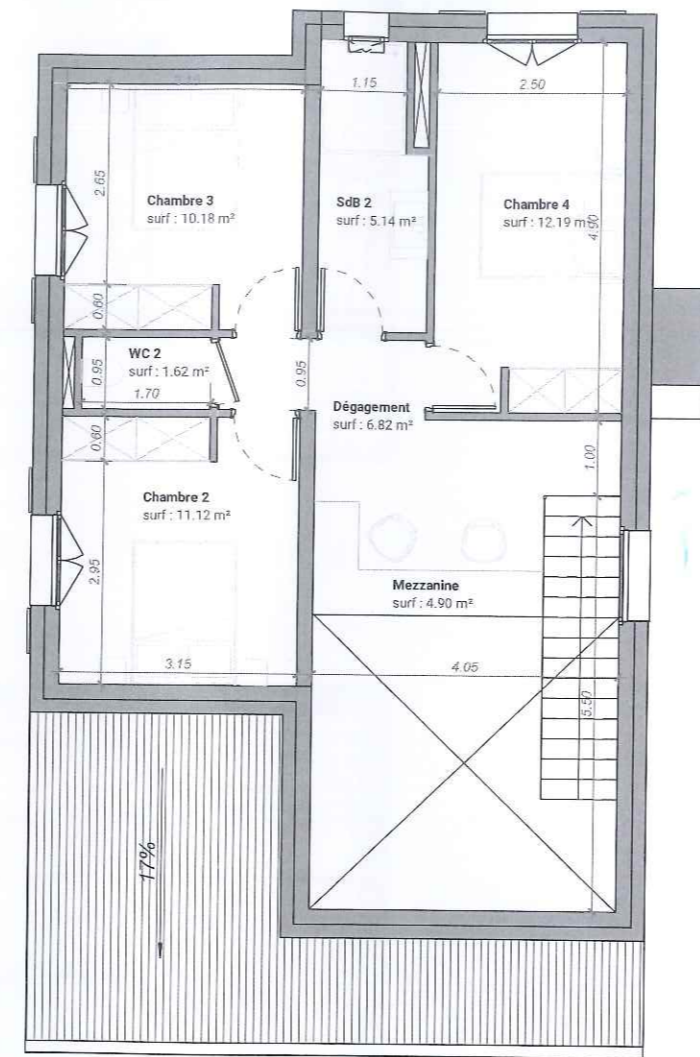 1.15
2.50
2.65
Chambre 3
surf : 10.18 m²
SdB 2
surf : 5.14 m²
Chambre 4
surf : 12.19 m²
4.90
0.60
WC 2
surf : 1.62 m²
0.95
1.70
0.95
Dégagement
surf : 6.82 m²
0.60
1.00
Chambre 2
surf : 11.12 m²
2.95
Mezzanine
surf : 4.90 m²
3.15
4.05
5.50
17%